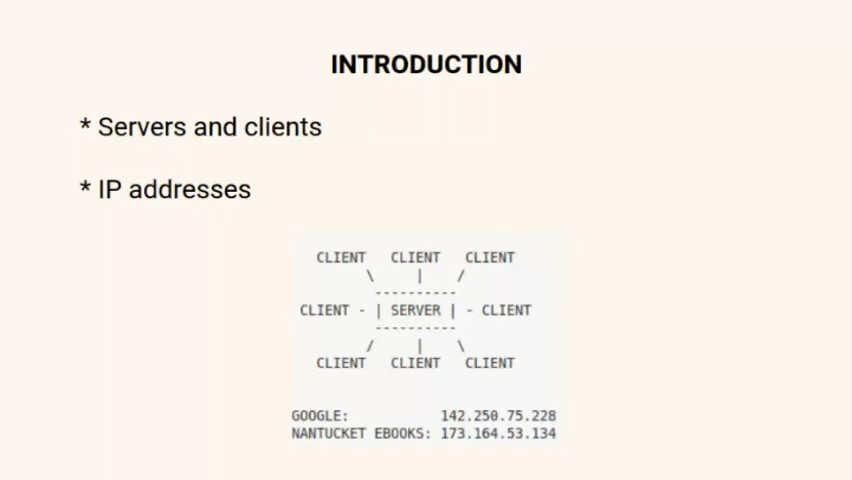 INTRODUCTION
* Servers and clients
* IP addresses
CLIENT   CLIENT   CLIENT
\     |    /
----------
CLIENT - | SERVER | - CLIENT
----------
/     |    \
CLIENT   CLIENT   CLIENT
GOOGLE:           142.250.75.228
NANTUCKET EBOOKS: 173.164.53.134